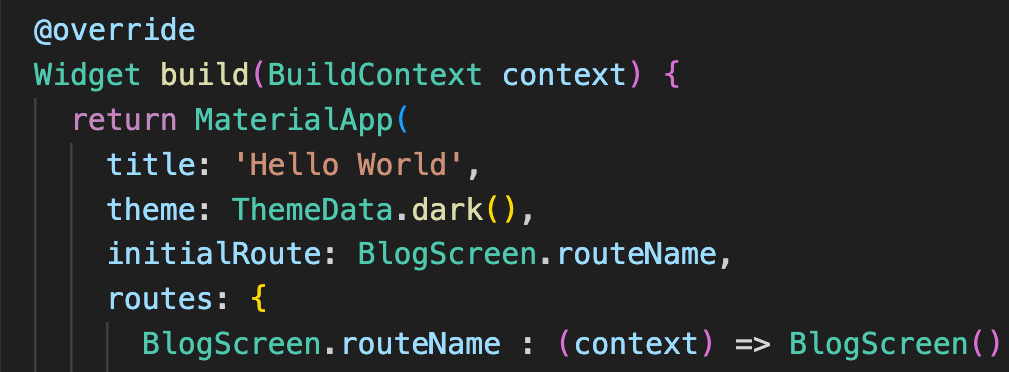 @override
Widget build(BuildContext context) {
return MaterialApp(
title: 'Hello World',
theme: ThemeData.dark(),
initialRoute: BlogScreen.routeName,
routes: {
BlogScreen.routeName : (context) => BlogScreen()